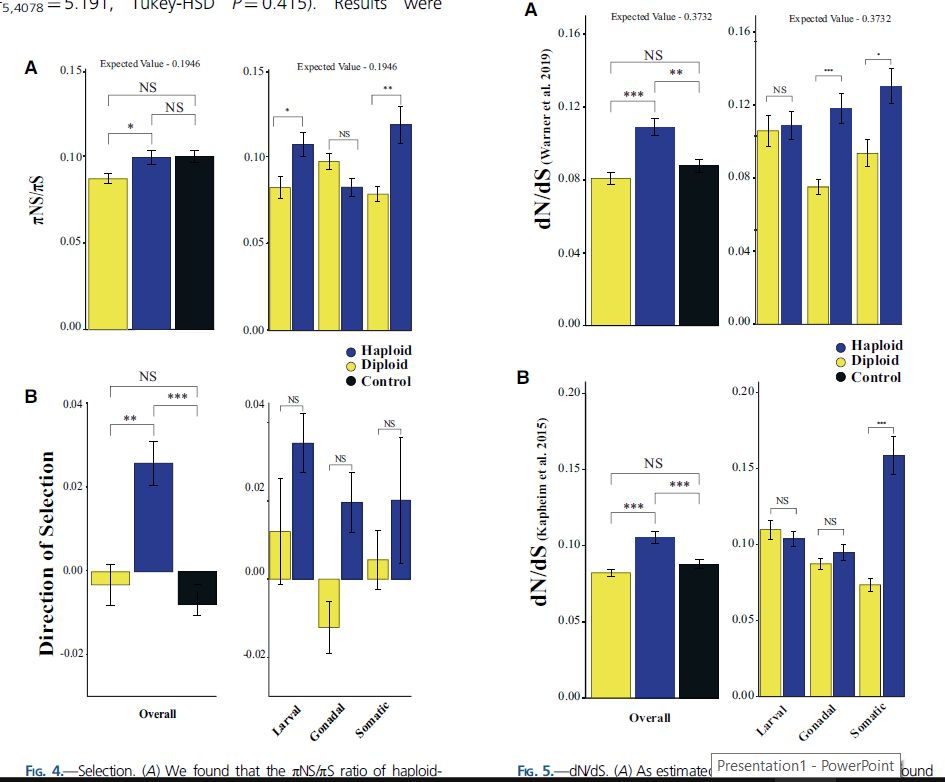 5,4078 = 5.191, Tukey-HSD P = 0.415). Results were
A
Expected Value - 0.1946
Expected Value - 0.1946
πNS/πS
0.15
0.10
0.05
0.00
NS
NS
*
0.15
0.10
0.05
0.00
*
NS
**
Haploid
Diploid
Control
B
Direction of Selection
0.04
0.02
0.00
-0.02
NS
***
**
Overall
0.04
0.02
0.00
-0.02
NS
NS
NS
Larval
Gonadal
Somatic
FIG. 4.—Selection. (A) We found that the πNS/πS ratio of haploid-
A
Expected Value - 0.3732
Expected Value - 0.3732
dN/dS (Warner et al. 2019)
0.16
0.12
0.08
0.04
0.00
NS
**
***
0.16
0.12
0.08
0.04
0.00
NS
***
*
Haploid
Diploid
Control
B
dN/dS (Kapheim et al. 2015)
0.20
0.15
0.10
0.05
0.00
NS
***
***
Overall
0.20
0.15
0.10
0.05
0.00
NS
NS
***
Larval
Gonadal
Somatic
FIG. 5.—dN/dS. (A) As estimated
Presentation1 - PowerPoint
ound